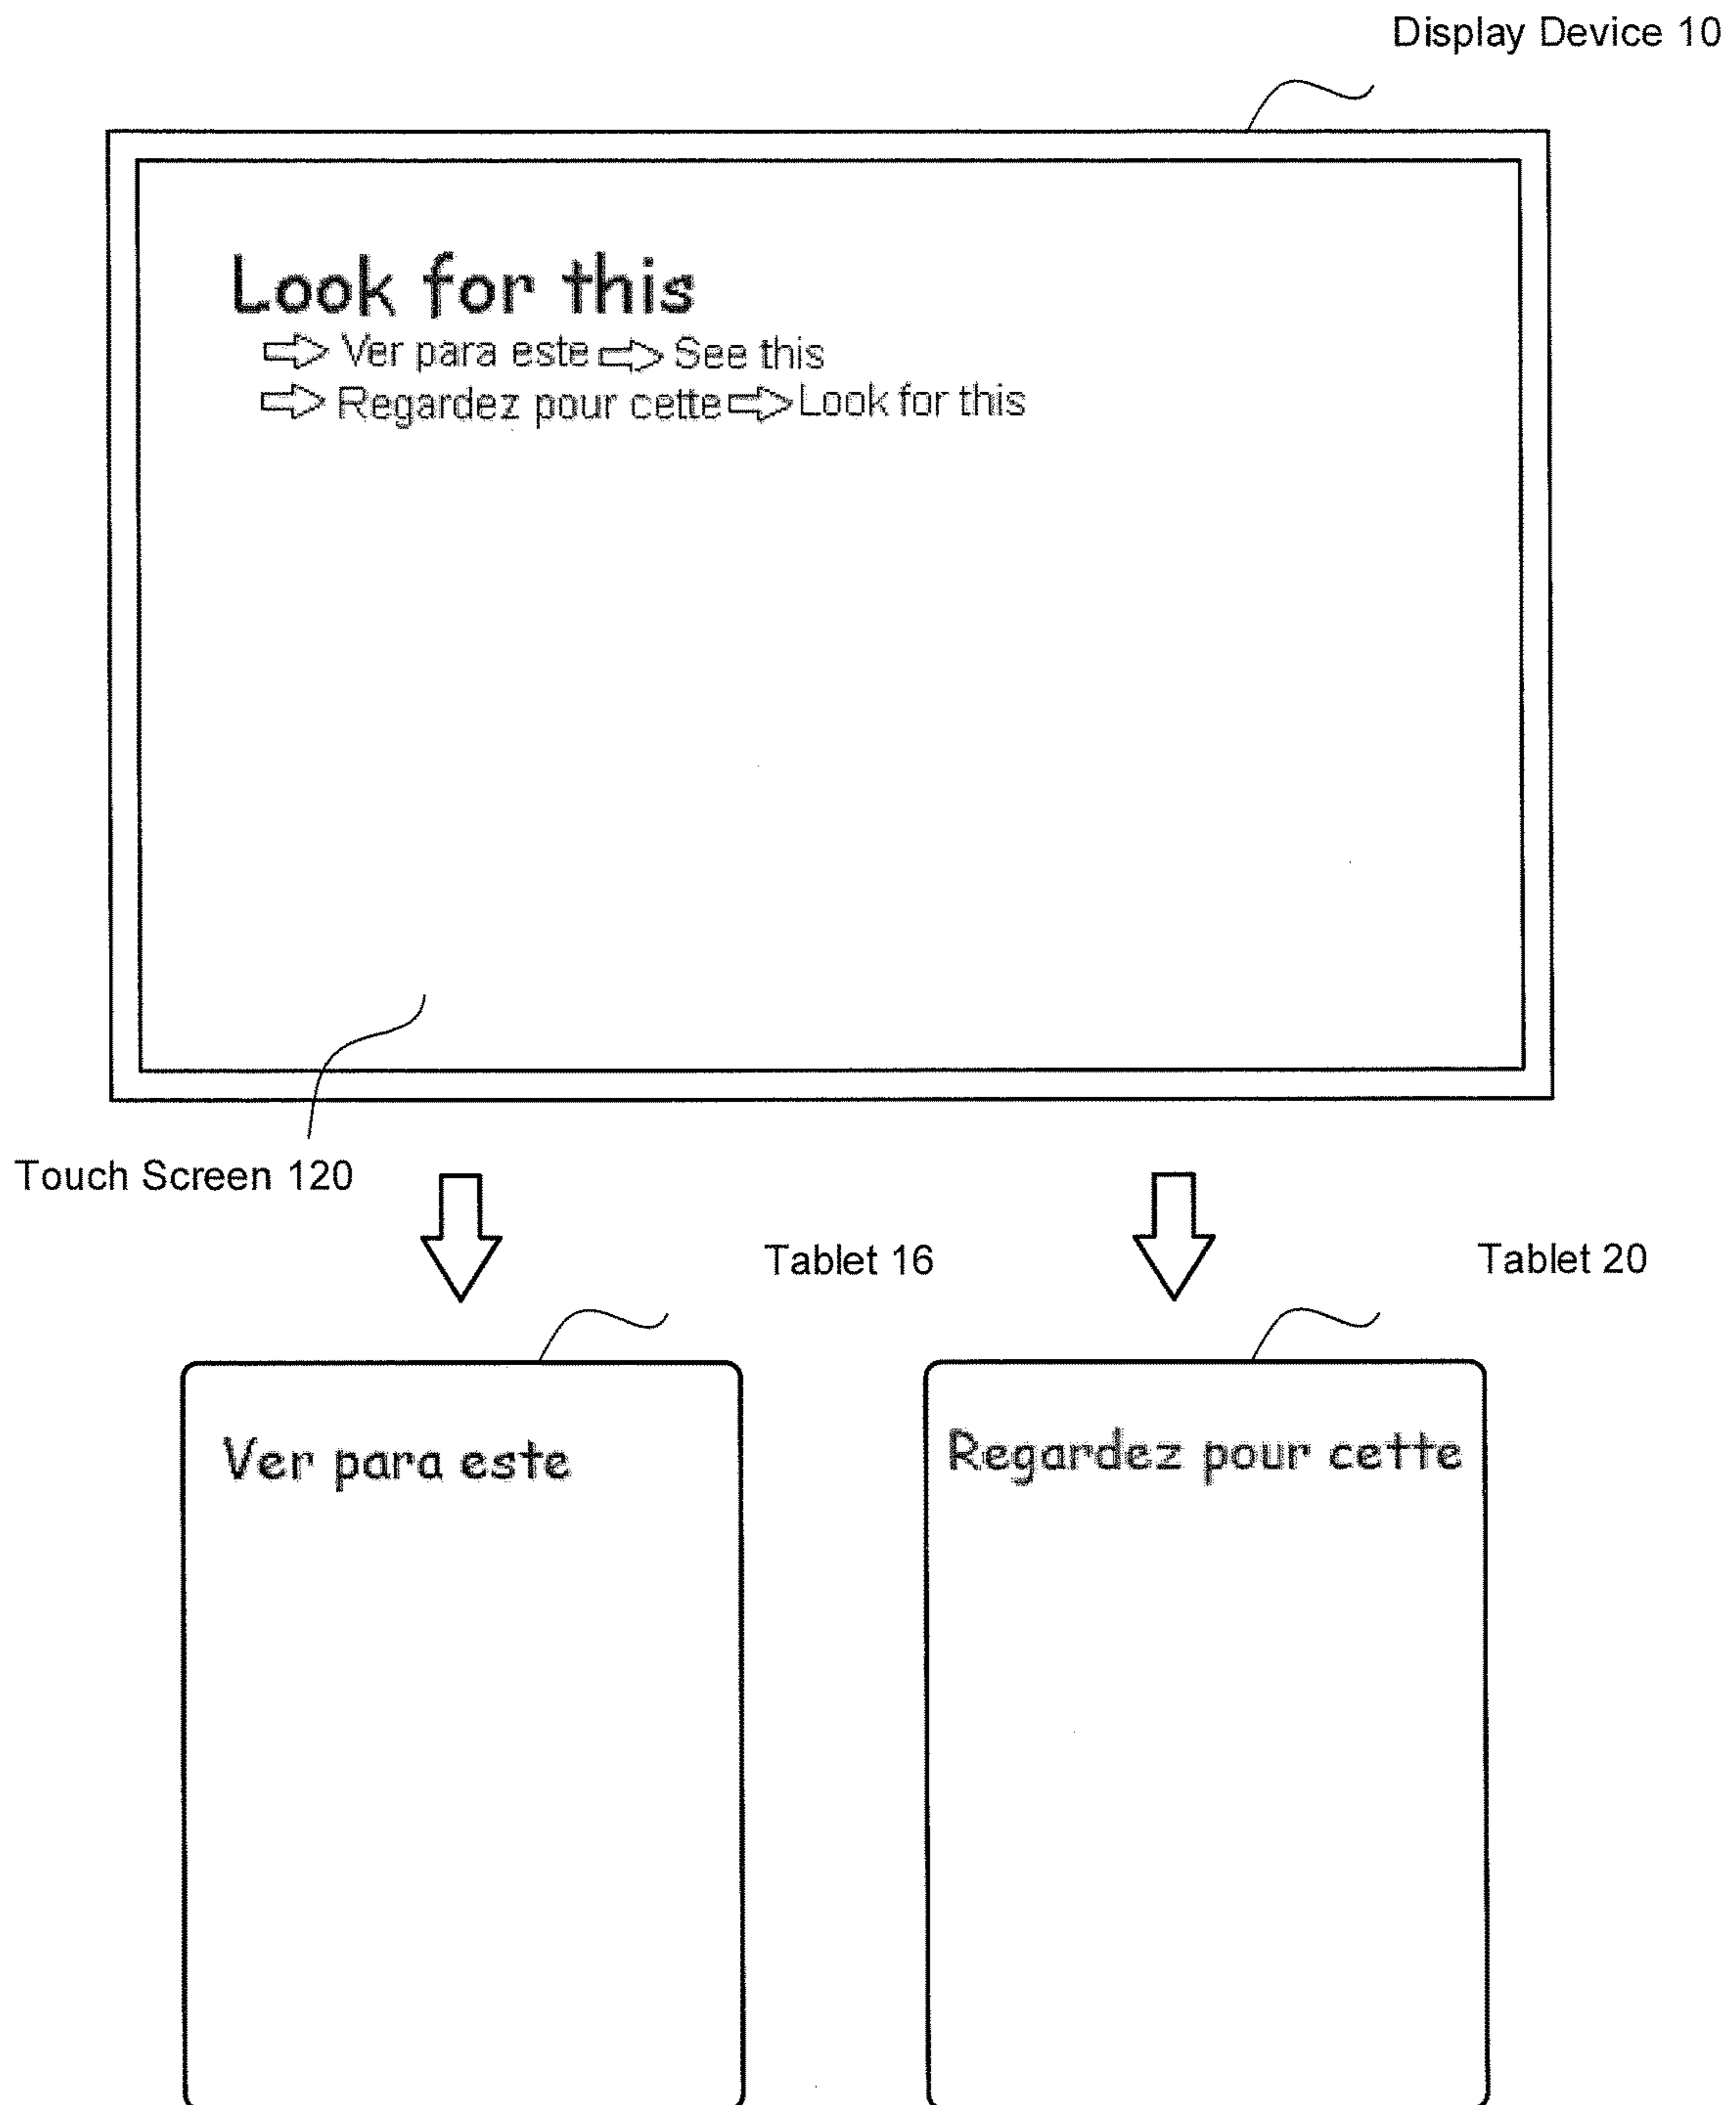 Display Device 10
Look for this
⇨ Ver para este ⇨ See this
⇨ Regardez pour cette ⇨ Look for this
Touch Screen 120
Tablet 16
Tablet 20
Ver para este
Regardez pour cette